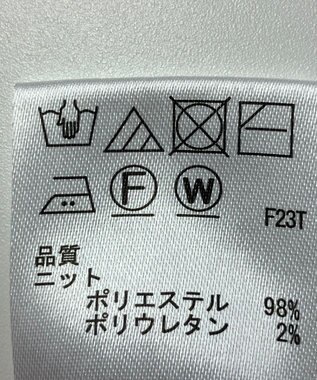 F W
F23T
品質
ニット
ポリエステル 98%
ポリウレタン 2%